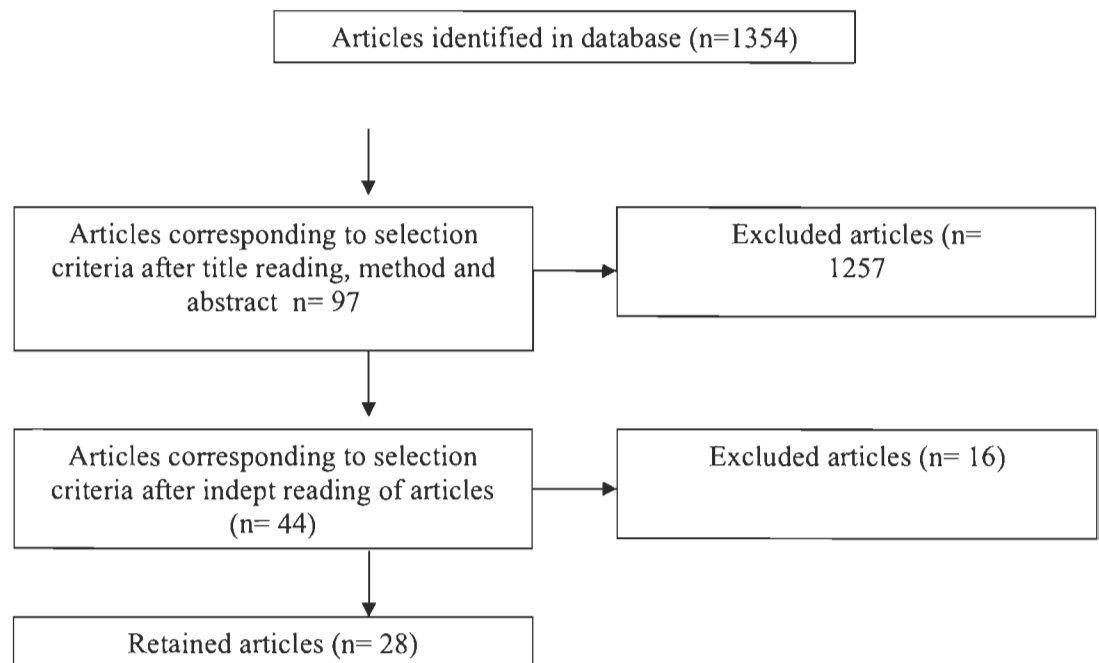 Articles identified in database (n=1354)
Articles corresponding to selection
criteria after title reading, method and
abstract n= 97
Excluded articles (n=
1257
Articles corresponding to selection
criteria after indept reading of articles
(n= 44)
Excluded articles (n= 16)
Retained articles (n= 28)